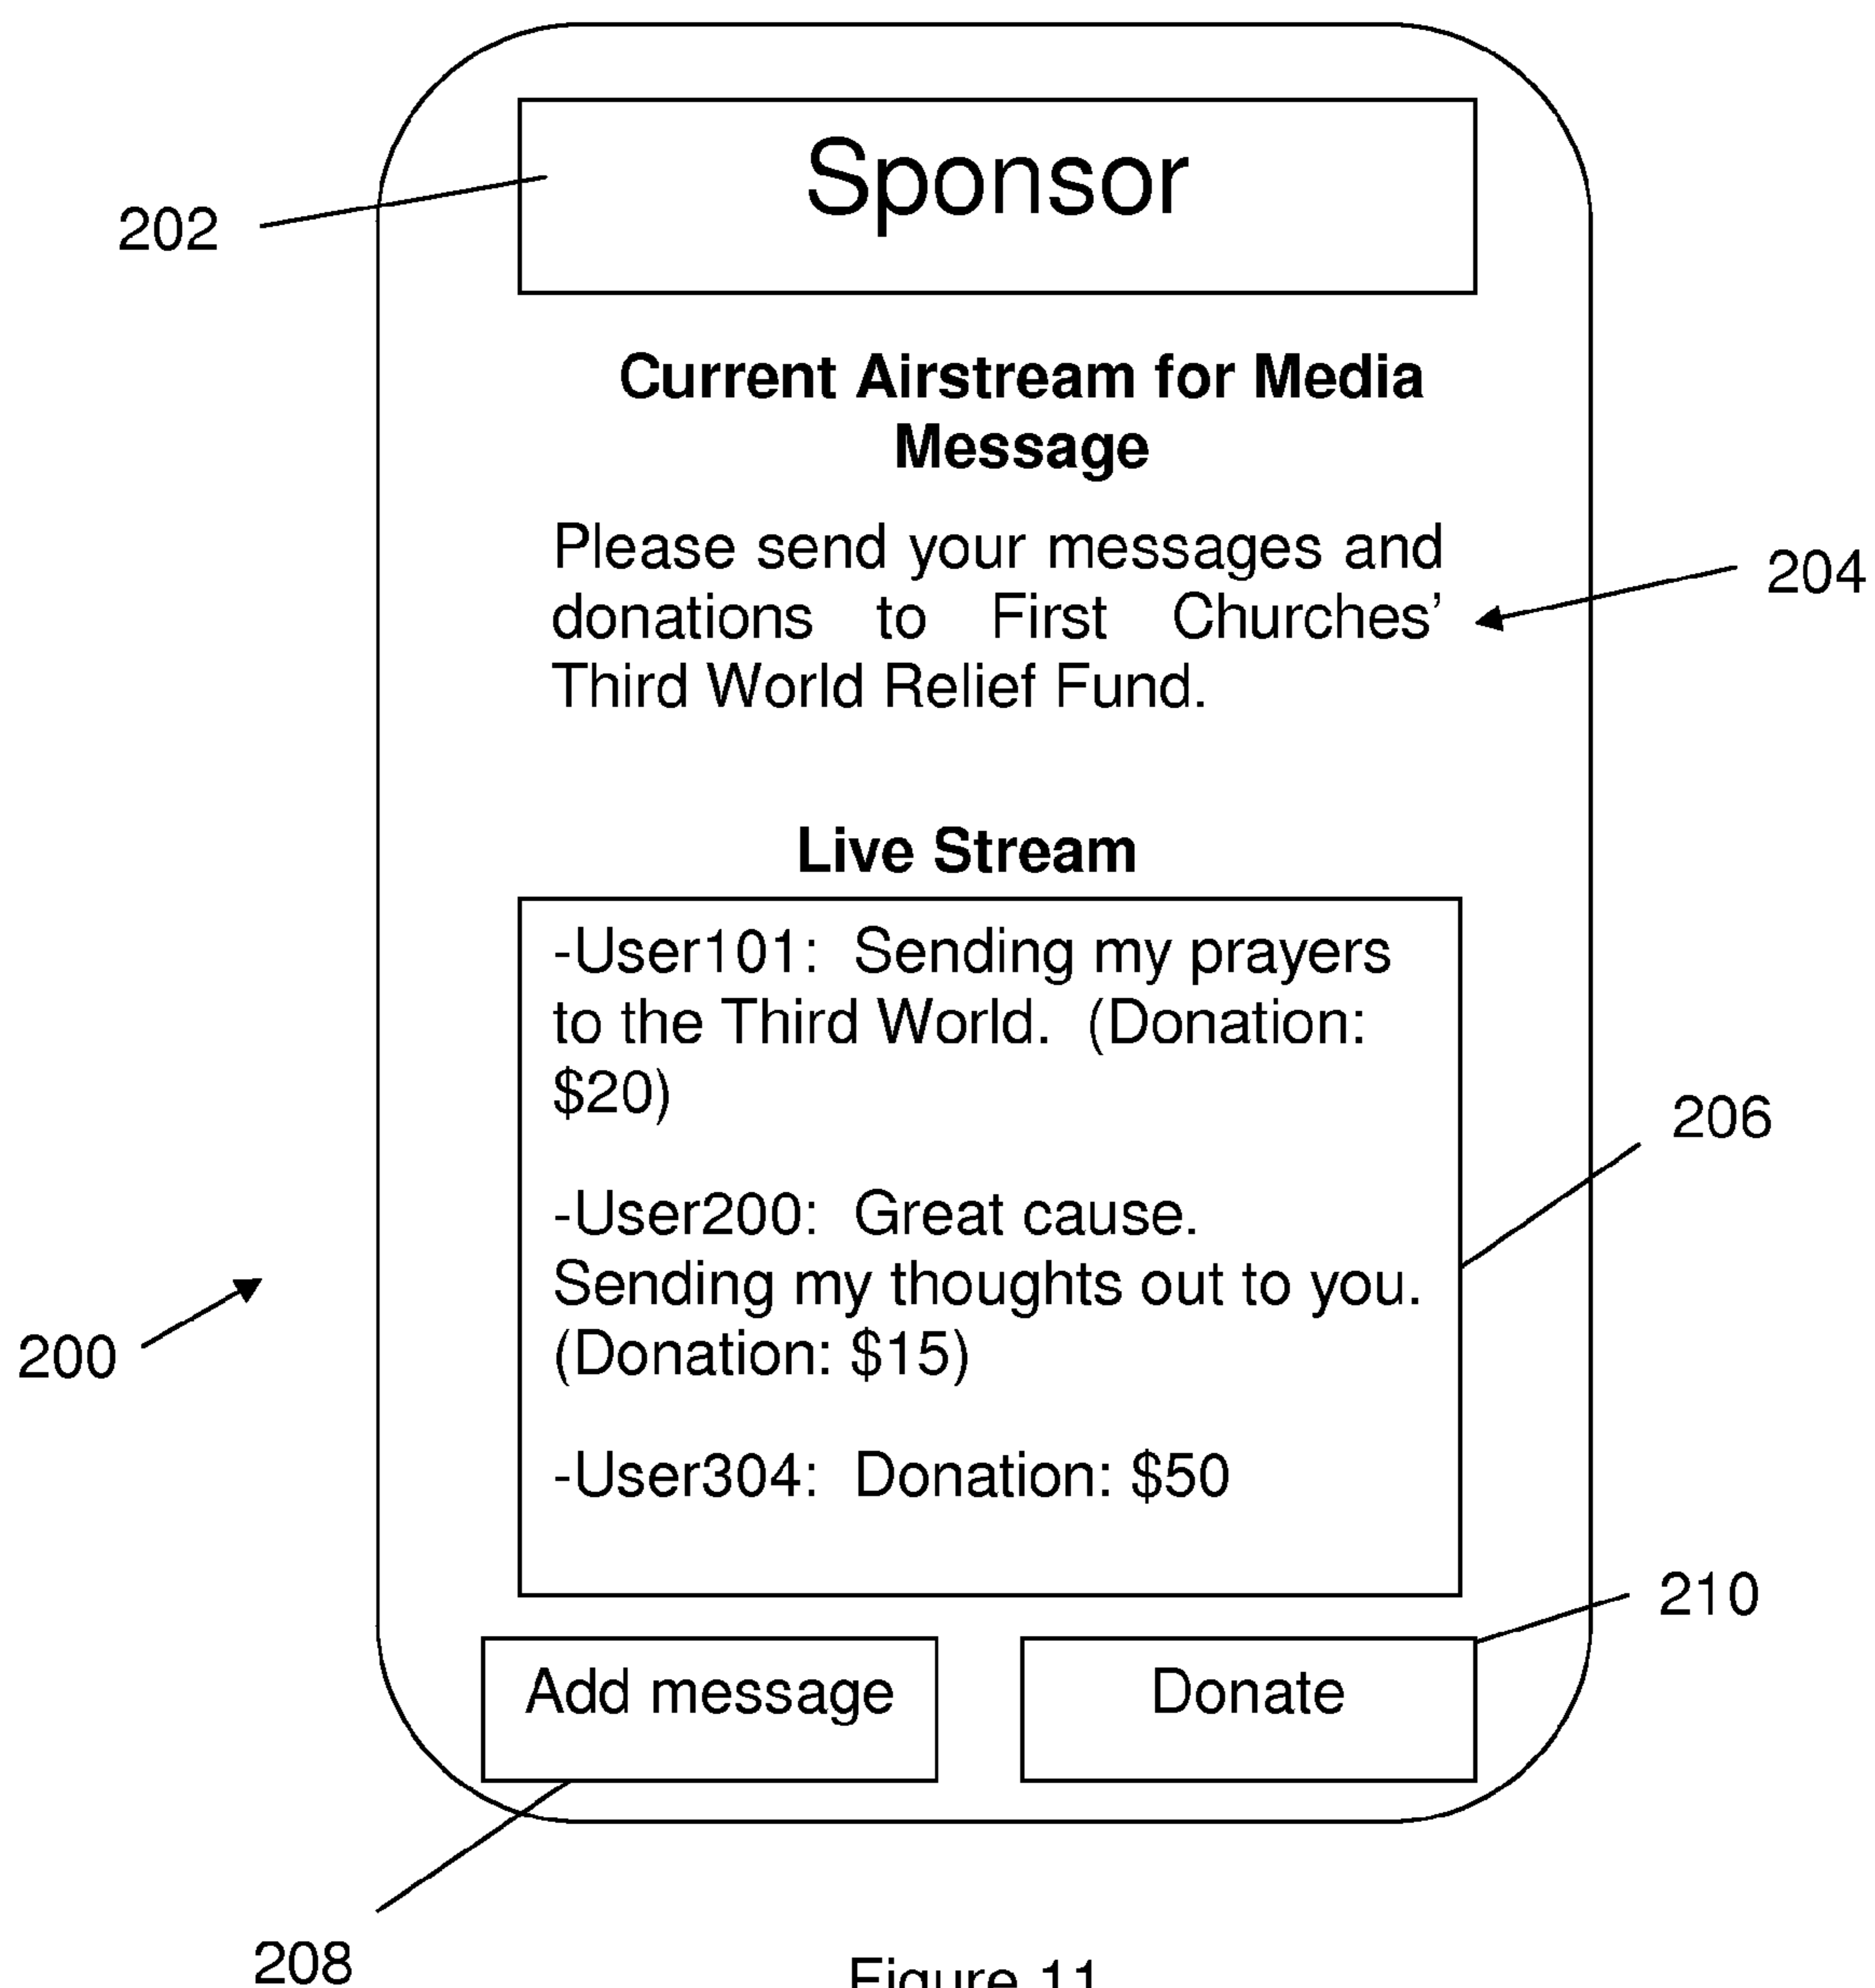 Sponsor
202
Current Airstream for Media
Message
Please send your messages and
donations to First Churches’
Third World Relief Fund.
204
Live Stream
-User101: Sending my prayers
to the Third World. (Donation:
$20)
206
-User200: Great cause.
Sending my thoughts out to you.
(Donation: $15)
200
-User304: Donation: $50
210
Add message
Donate
208
Figure 11